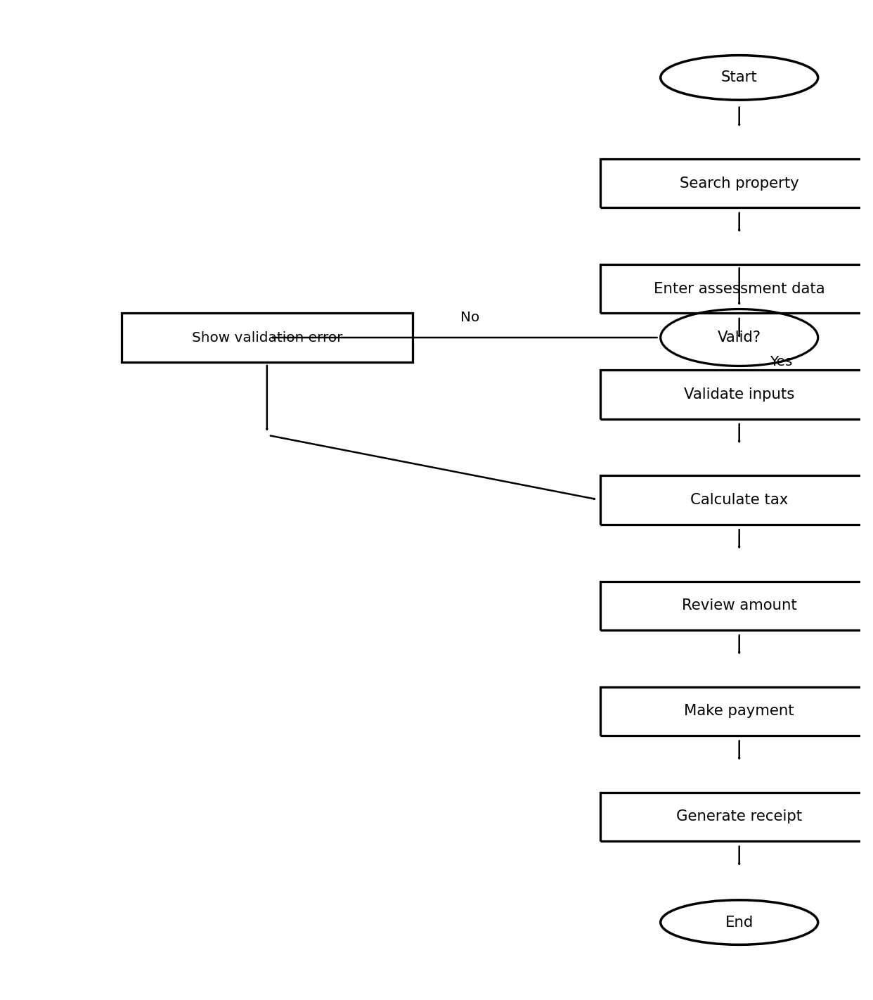 Start
Search property
Enter assessment data
No
Show validation error
Valid?
Yes
Validate inputs
Calculate tax
Review amount
Make payment
Generate receipt
End